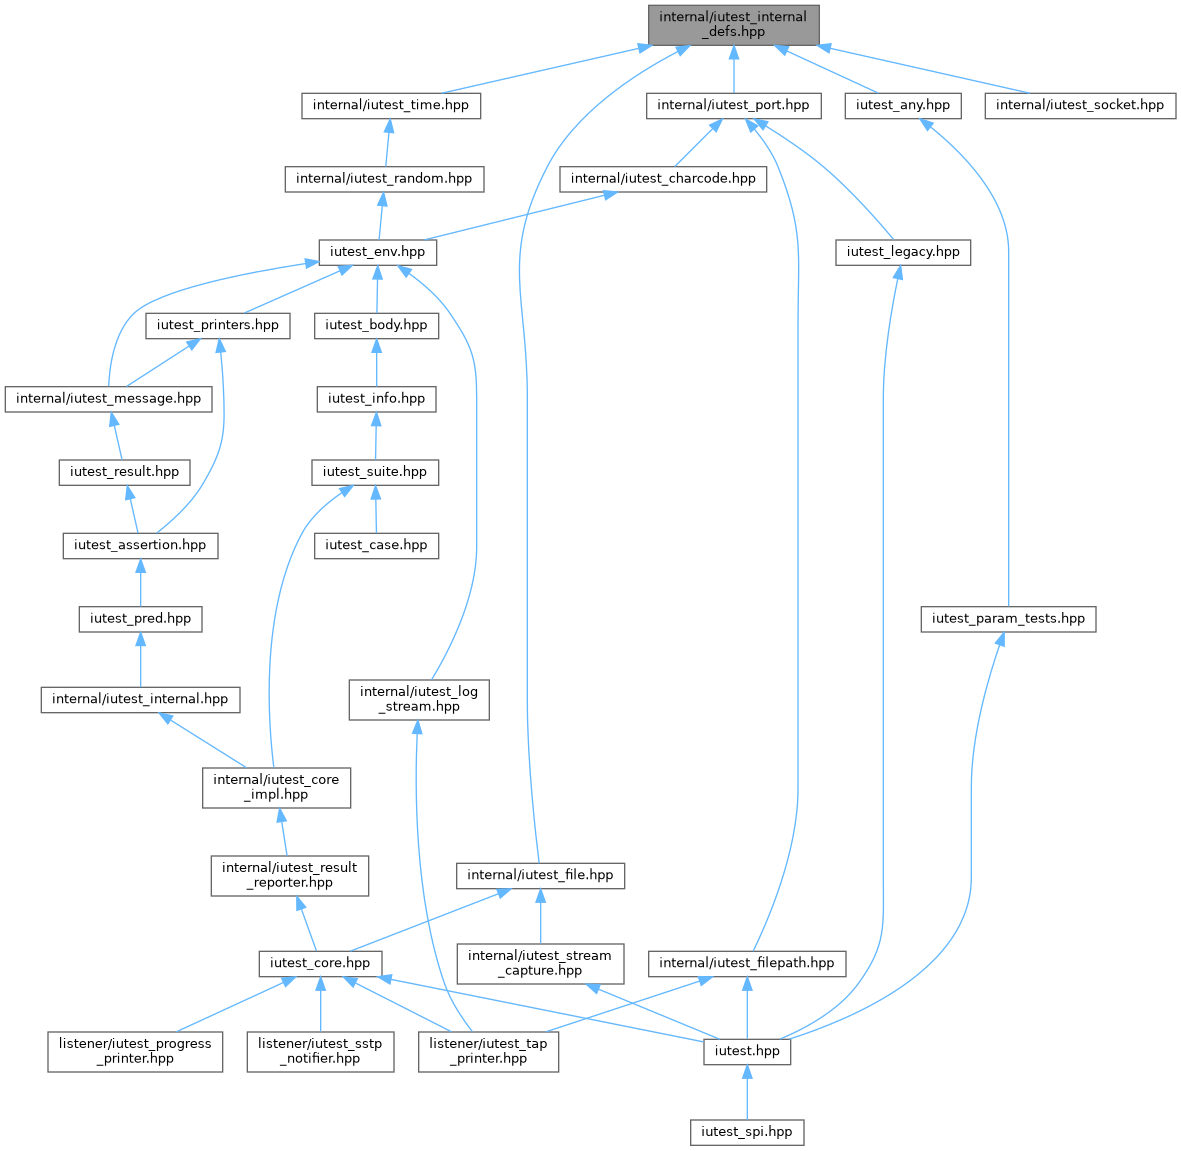 internal/iutest_internal
_defs.hpp
internal/iutest_time.hpp
internal/iutest_port.hpp
iutest_any.hpp
internal/iutest_socket.hpp
internal/iutest_random.hpp
internal/iutest_charcode.hpp
iutest_env.hpp
iutest_legacy.hpp
iutest_printers.hpp
iutest_body.hpp
internal/iutest_message.hpp
iutest_info.hpp
iutest_result.hpp
iutest_suite.hpp
iutest_assertion.hpp
iutest_case.hpp
iutest_pred.hpp
iutest_param_tests.hpp
internal/iutest_internal.hpp
internal/iutest_log
_stream.hpp
internal/iutest_core
_impl.hpp
internal/iutest_result
_reporter.hpp
internal/iutest_file.hpp
iutest_core.hpp
internal/iutest_stream
_capture.hpp
internal/iutest_filepath.hpp
listener/iutest_progress
_printer.hpp
listener/iutest_sstp
_notifier.hpp
listener/iutest_tap
_printer.hpp
iutest.hpp
iutest_spi.hpp